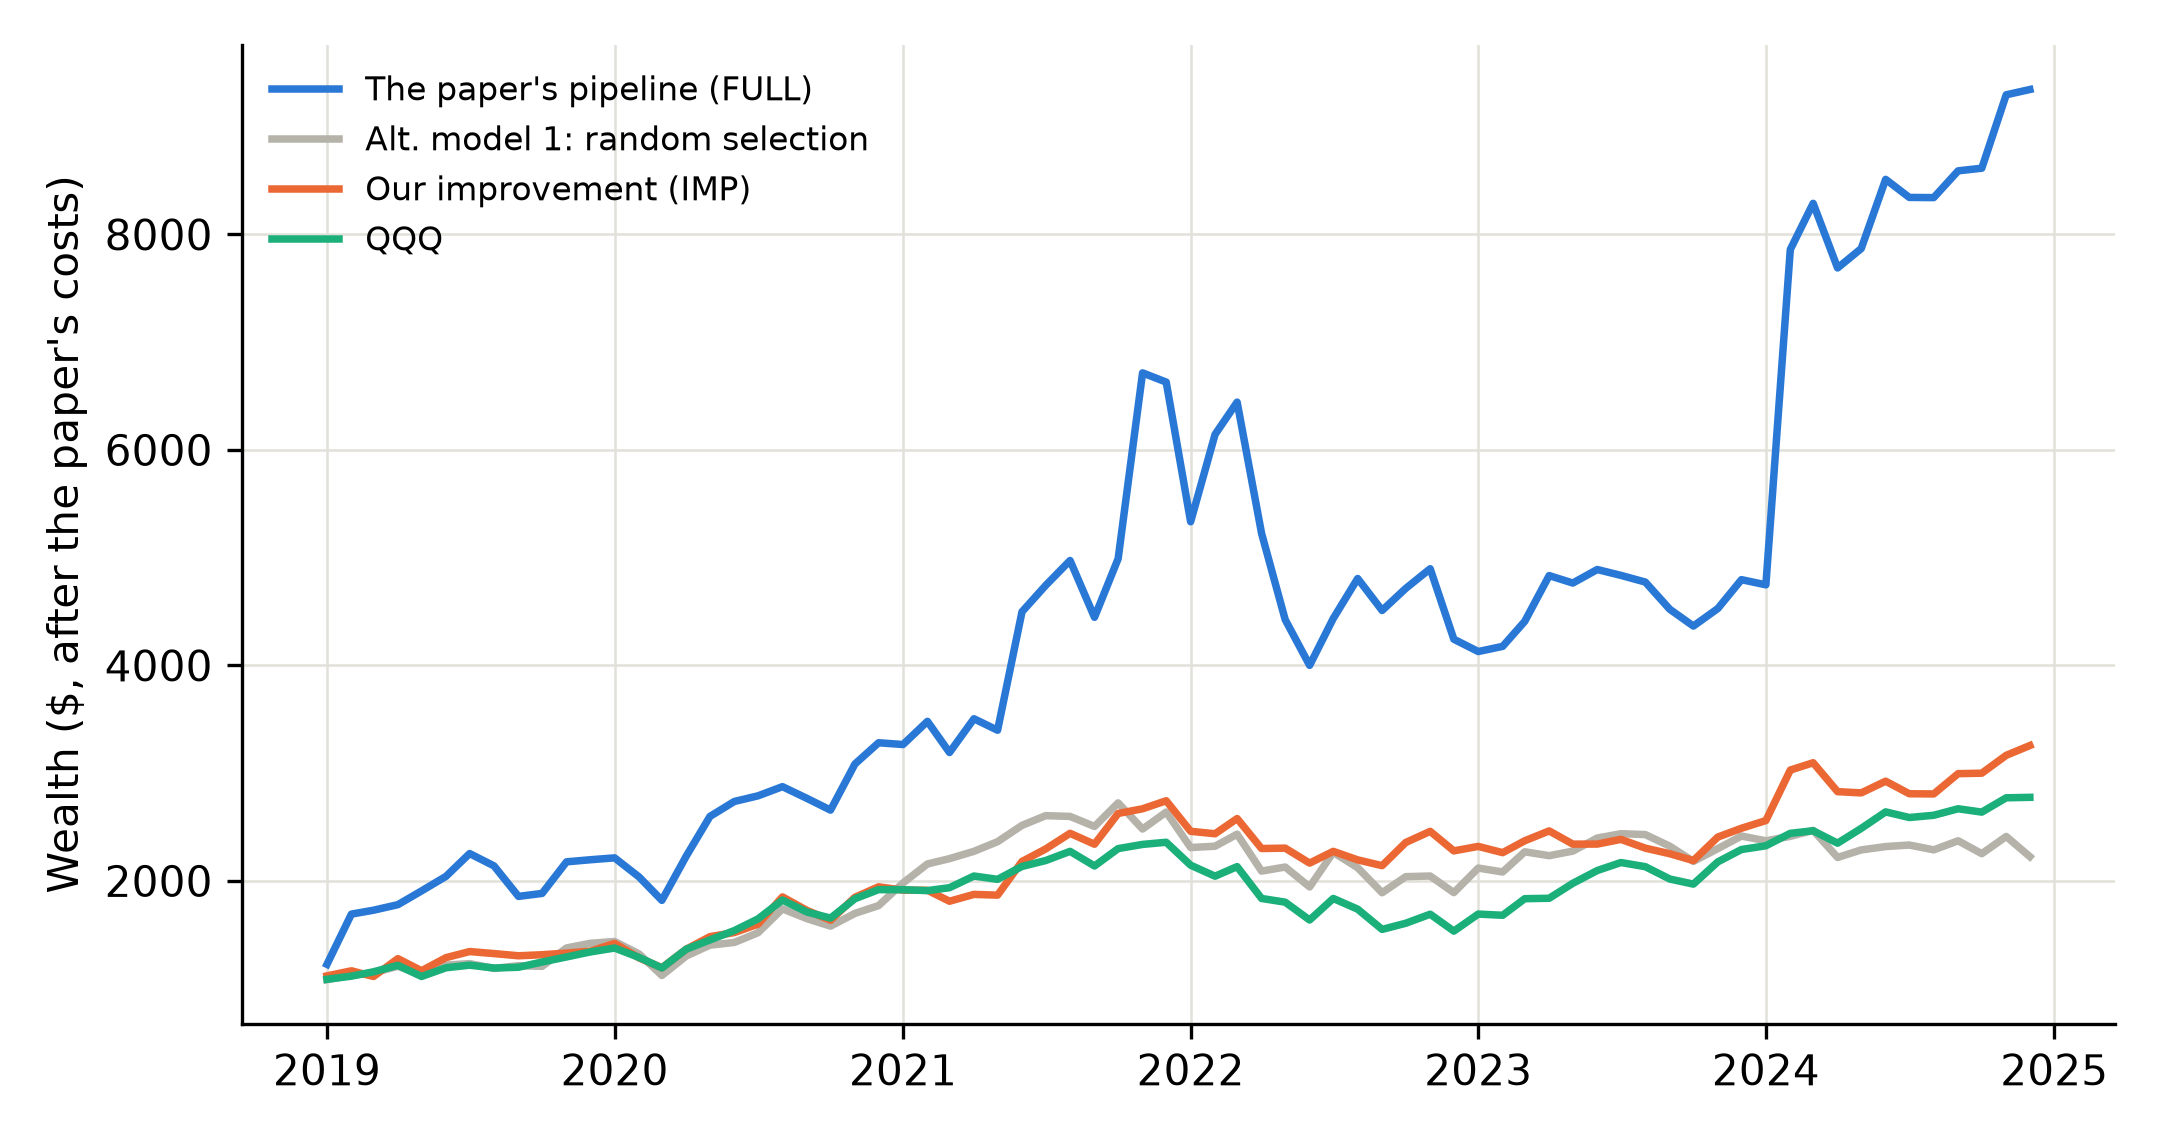 The paper's pipeline (FULL)
Alt. model 1: random selection
Our improvement (IMP)
QQQ
Wealth ($, after the paper's costs)
8000
6000
4000
2000
2019 2020 2021 2022 2023 2024 2025